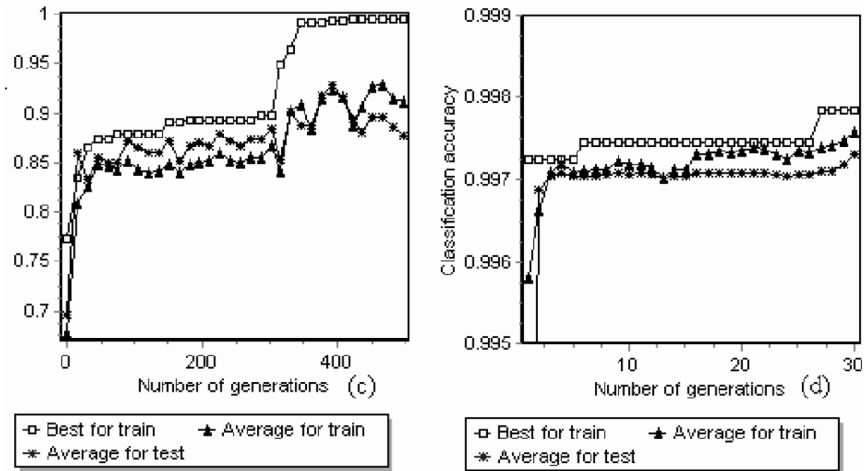 1
0.95
0.9
0.85
0.8
0.75
0.7
0
200
400
Number of generations
(c)
Best for train
Average for train
Average for test
Classification accuracy
0.999
0.998
0.997
0.996
0.995
10
20
30
Number of generations
(d)
Best for train
Average for train
Average for test